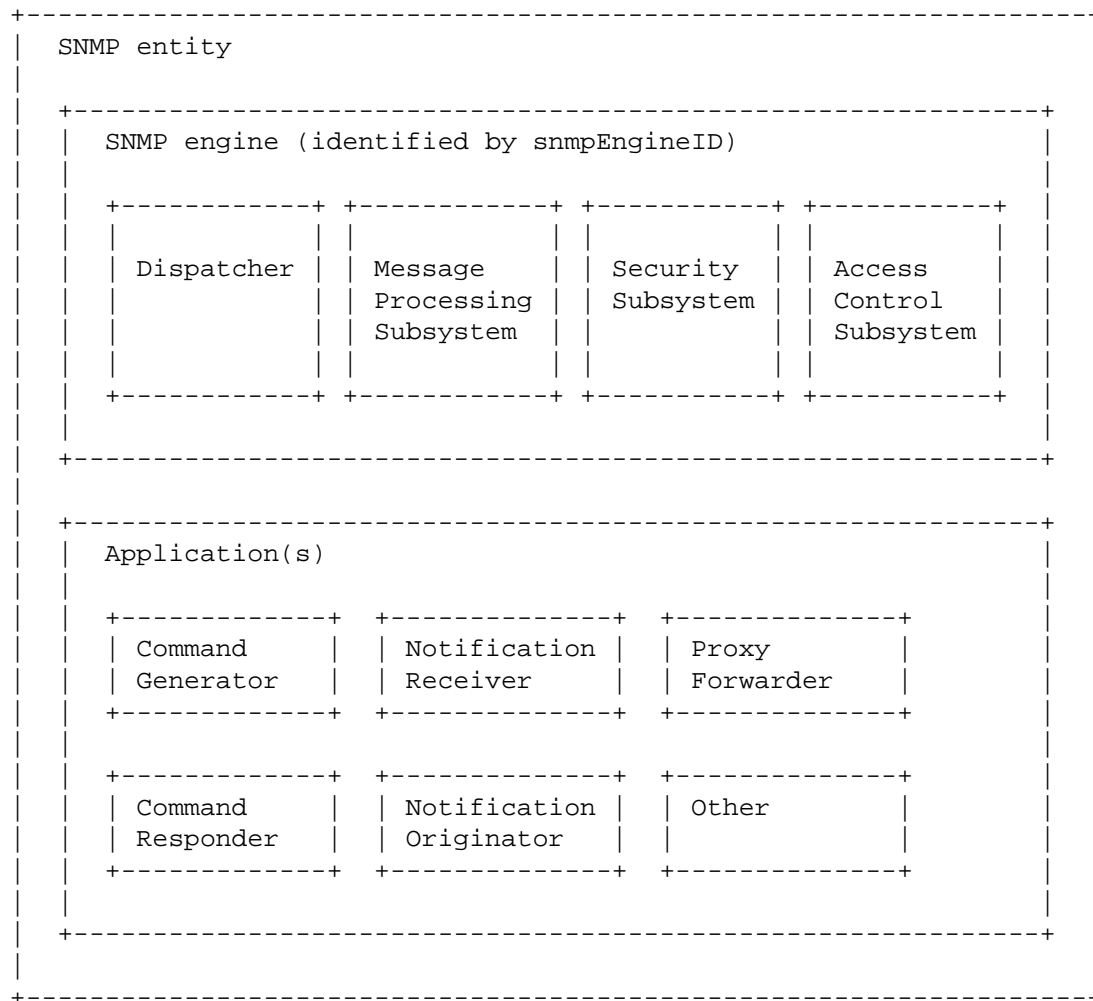 SNMP entity
SNMP engine (identified by snmpEngineID)
Dispatcher Message Security Access
Processing Subsystem Control
Subsystem Subsystem
Application(s)
Command Notification Proxy
Generator Receiver Forwarder
Command Notification Other
Responder Originator